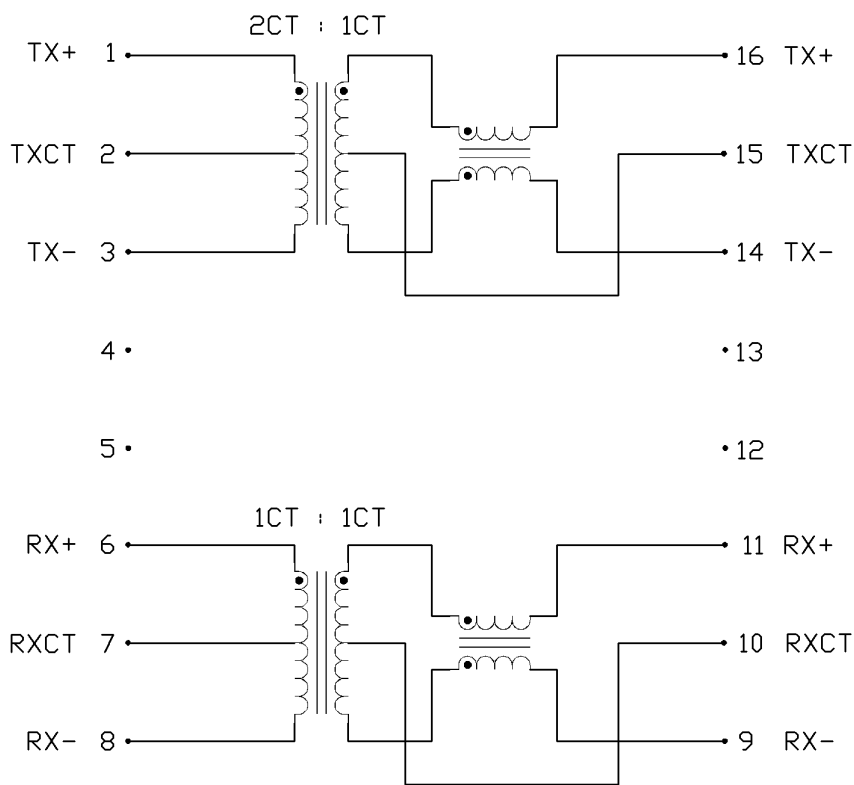 2CT : 1CT
TX+ 1 16 TX+
TXCT 2 15 TXCT
TX- 3 14 TX-
4 13
5 12
1CT : 1CT
RX+ 6 11 RX+
RXCT 7 10 RXCT
RX- 8 9 RX-